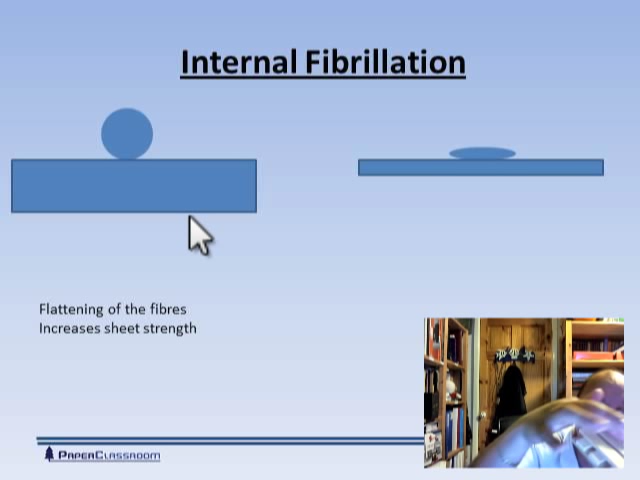 Internal Fibrillation
Flattening of the fibres
Increases sheet strength
PAPERCLASSROOM